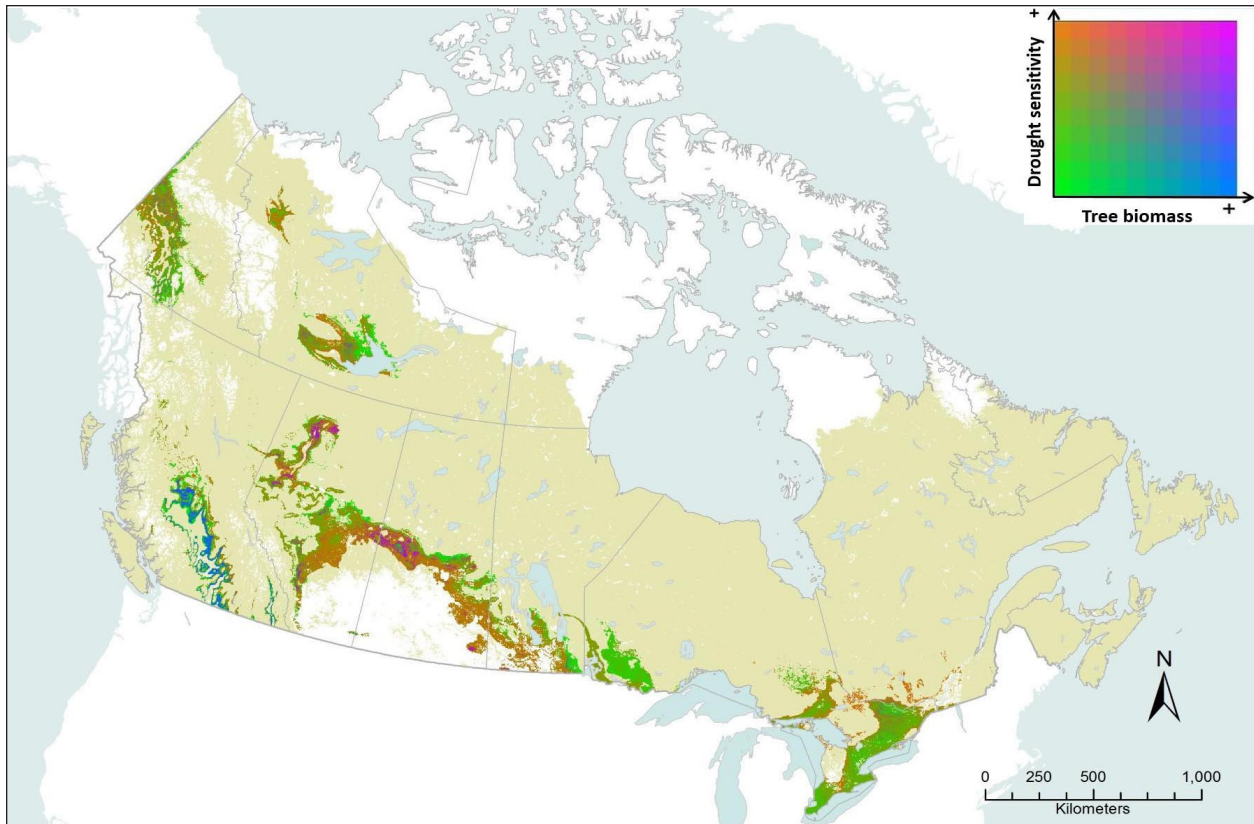 +
Drought sensitivity
Tree biomass
+
N
0 250 500 1,000
Kilometers